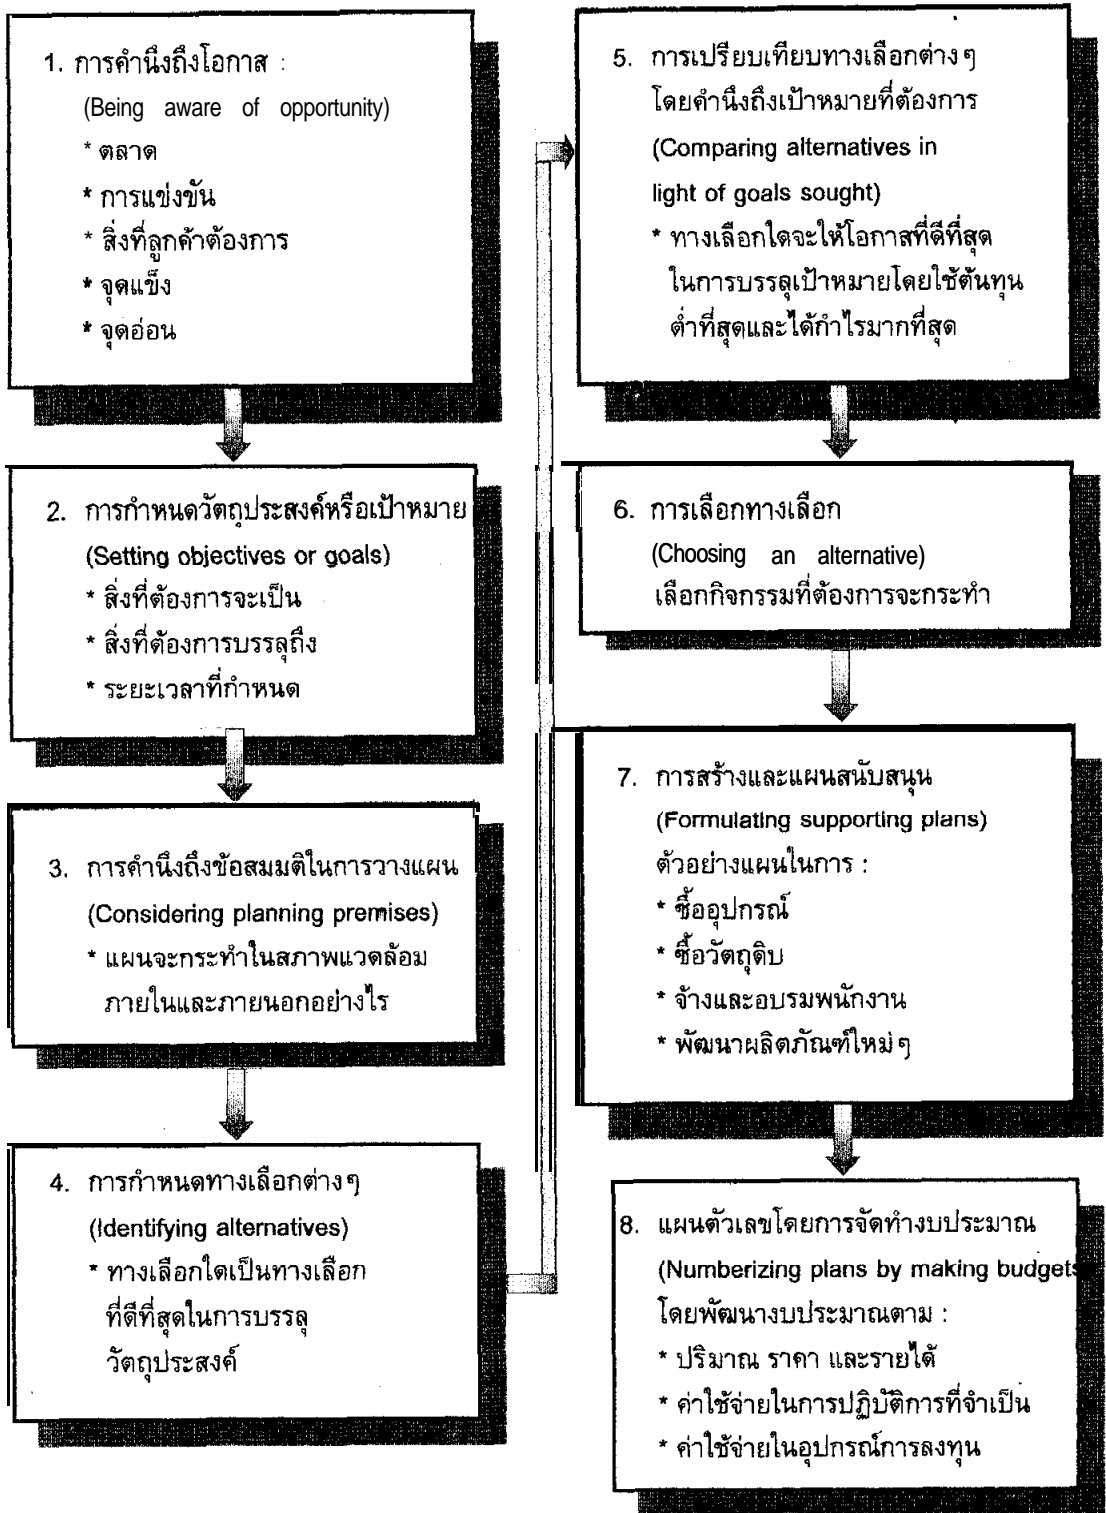 1. การคำนึงถึงโอกาส :
(Being aware of opportunity)
* ตลาด
* การแข่งขัน
* สิ่งที่ลูกค้าต้องการ
* จุดแข็ง
* จุดอ่อน
2. การกำหนดวัตถุประสงค์หรือเป้าหมาย
(Setting objectives or goals)
* สิ่งที่ต้องการจะเป็น
* สิ่งที่ต้องการบรรลุถึง
* ระยะเวลาที่กำหนด
3. การคำนึงถึงข้อสมมติในการวางแผน
(Considering planning premises)
* แผนจะกระทำในสภาพแวดล้อม
ภายในและภายนอกอย่างไร
4. การกำหนดทางเลือกต่างๆ
(Identifying alternatives)
* ทางเลือกใดเป็นทางเลือก
ที่ดีที่สุดในการบรรลุ
วัตถุประสงค์
5. การเปรียบเทียบทางเลือกต่างๆ
โดยคำนึงถึงเป้าหมายที่ต้องการ
(Comparing alternatives in
light of goals sought)
* ทางเลือกใดจะให้โอกาสที่ดีที่สุด
ในการบรรลุเป้าหมายโดยใช้ต้นทุน
ต่ำที่สุดและได้กำไรมากที่สุด
6. การเลือกทางเลือก
(Choosing an alternative)
เลือกกิจกรรมที่ต้องการจะกระทำ
7. การสร้างและแผนสนับสนุน
(Formulating supporting plans)
ตัวอย่างแผนในการ :
* ซื้ออุปกรณ์
* ซื้อวัตถุดิบ
* จ้างและอบรมพนักงาน
* พัฒนาผลิตภัณฑ์ใหม่ๆ
8. แผนตัวเลขโดยการจัดทำงบประมาณ
(Numberizing plans by making budgets
โดยพัฒนางบประมาณตาม :
* ปริมาณ ราคา และรายได้
* ค่าใช้จ่ายในการปฏิบัติการที่จำเป็น
* ค่าใช้จ่ายในอุปกรณ์การลงทุน